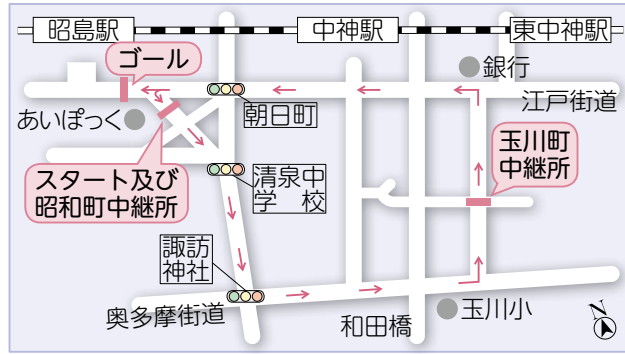 昭島駅
中神駅
東中神駅
ゴール
銀行
江戸街道
あいぽっく
朝日町
玉川町
中継所
スタート及び
昭和町中継所
清泉中
学校
諏訪
神社
奥多摩街道
和田橋
玉川小
N